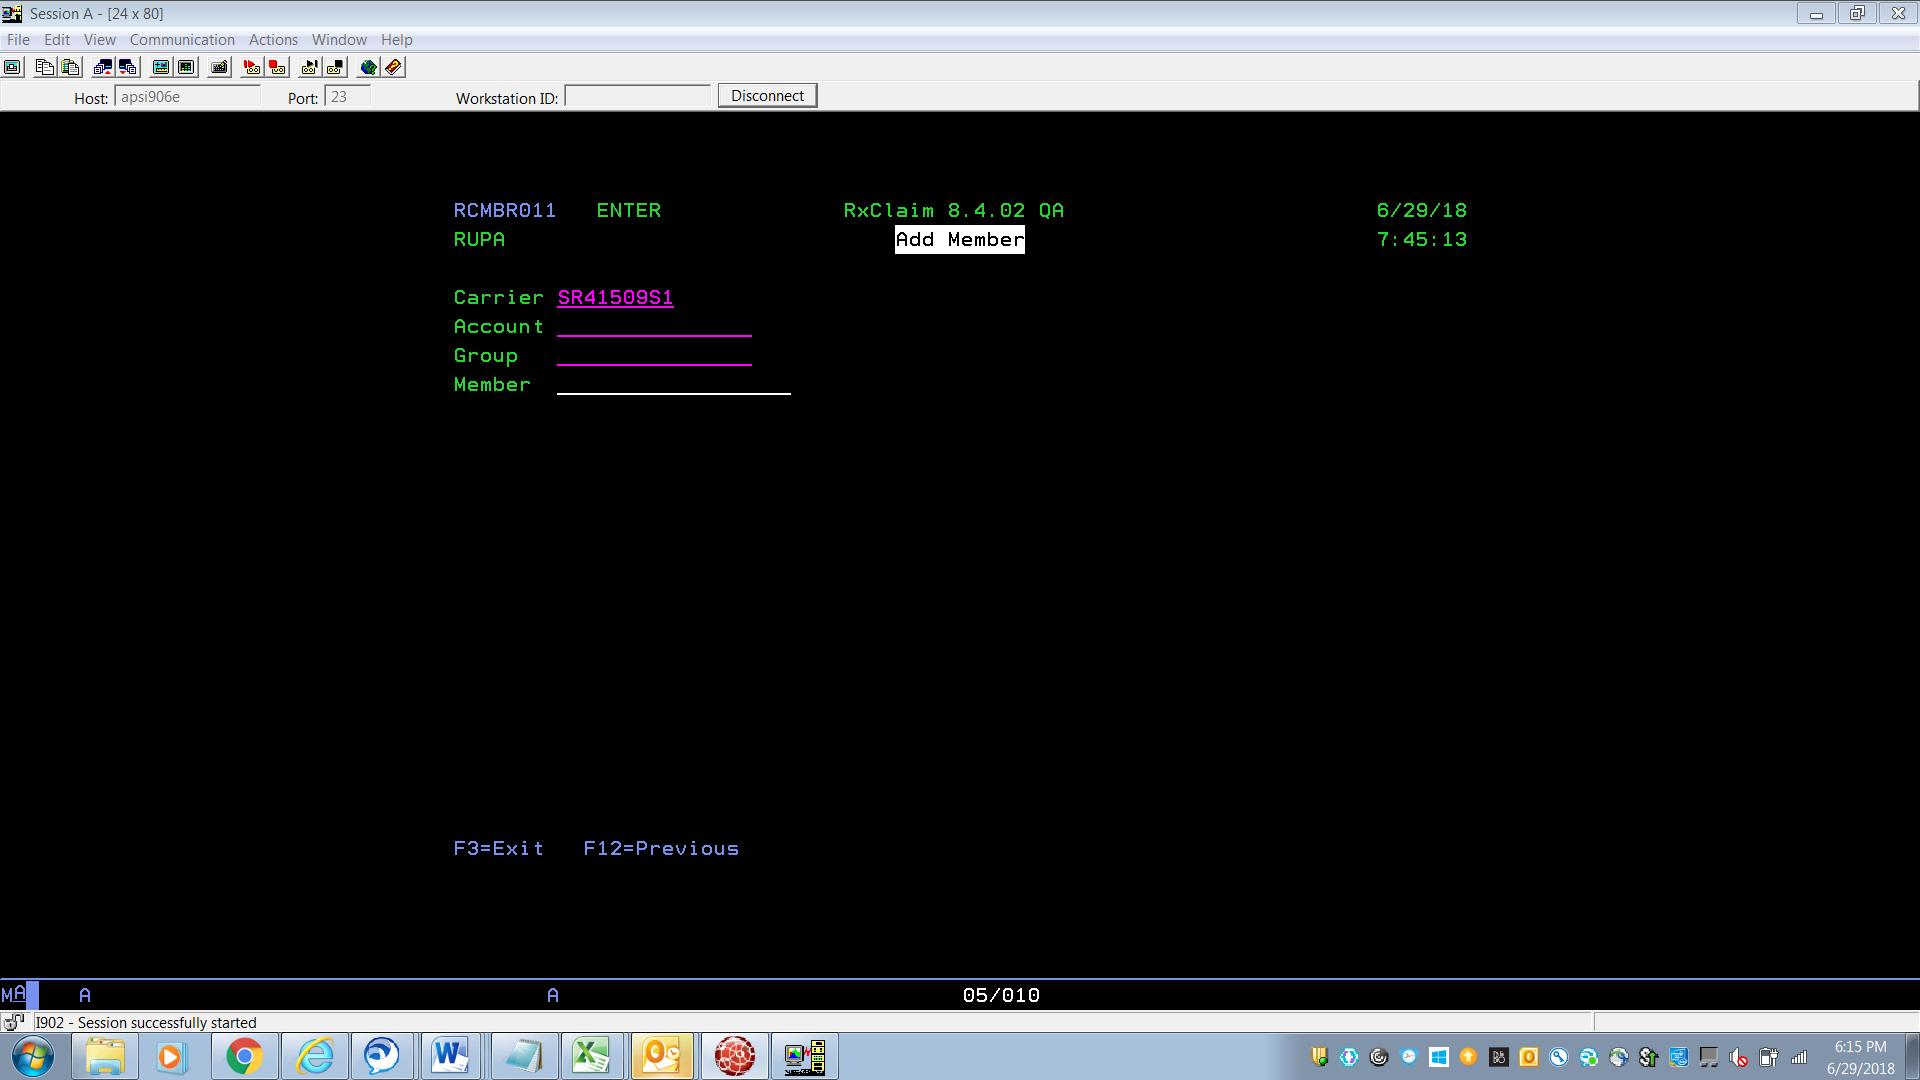 Session A - [24 x 80]
File Edit View Communication Actions Window Help
Host: apsi906e Port: 23 Workstation ID: Disconnect
RCMBR011 ENTER RxClaim 8.4.02 QA 6/29/18
RUPA Add Member 7:45:13
Carrier SR41509S1
Account
Group
Member
F3=Exit F12=Previous
MA A A 05/010
I902 - Session successfully started
6:15 PM
6/29/2018